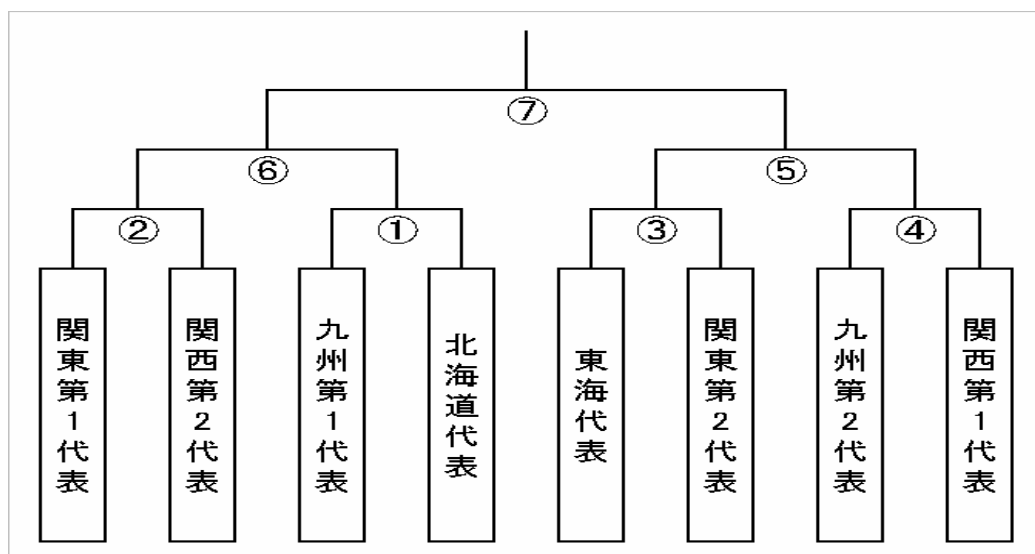 ⑦
⑥
⑤
②
①
③
④
関東第1代表
関西第2代表
九州第1代表
北海道代表
東海代表
関東第2代表
九州第2代表
関西第1代表